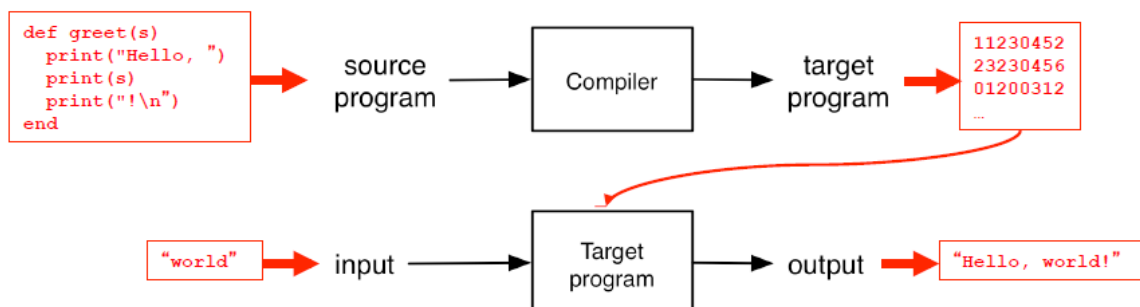 def greet(s)
  print("Hello, ”)
  print(s)
  print("!\n”)
end
source
program
Compiler
target
program
11230452
23230456
01200312
…
“world”
input
Target
program
output
“Hello, world!”